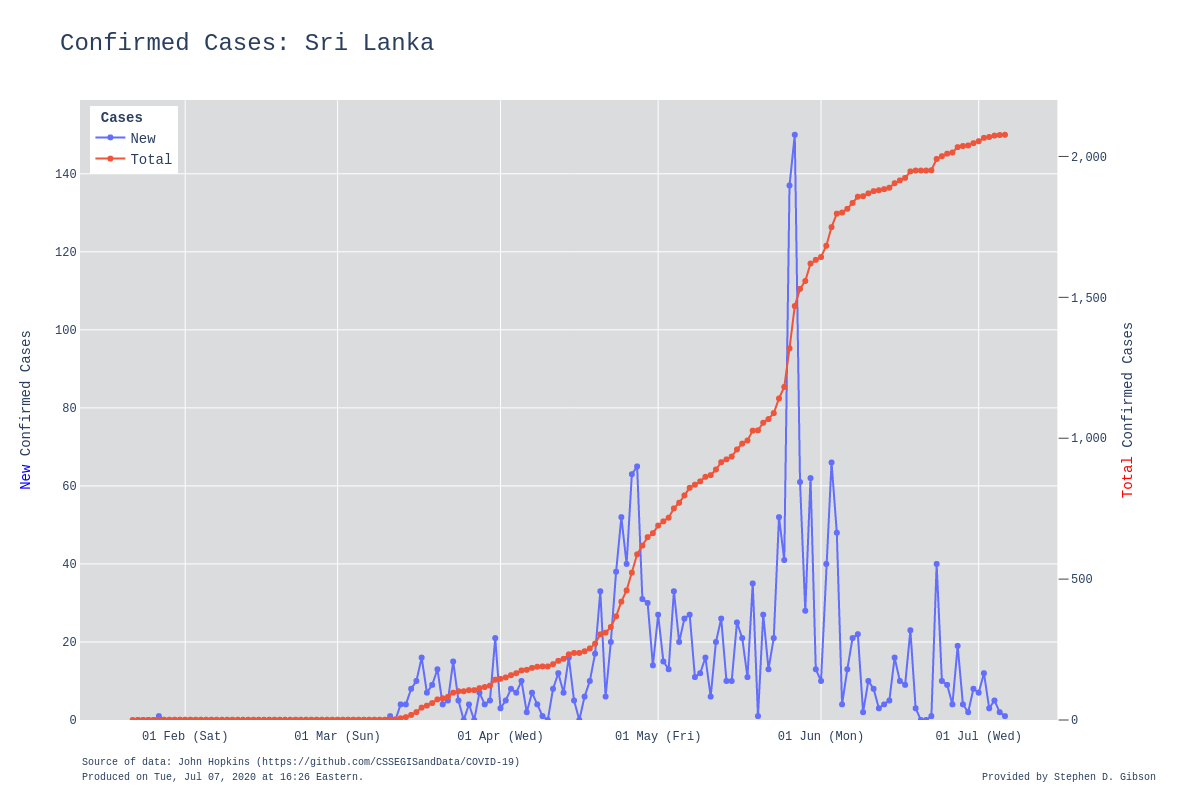 Confirmed Cases: Sri Lanka
Cases
New
Total
140
120
100
80
60
40
20
0
2,000
1,500
1,000
500
0
New Confirmed Cases
Total Confirmed Cases
01 Feb (Sat)
01 Mar (Sun)
01 Apr (Wed)
01 May (Fri)
01 Jun (Mon)
01 Jul (Wed)
Source of data: John Hopkins (https://github.com/CSSEGISandData/COVID-19)
Produced on Tue, Jul 07, 2020 at 16:26 Eastern.
Provided by Stephen D. Gibson